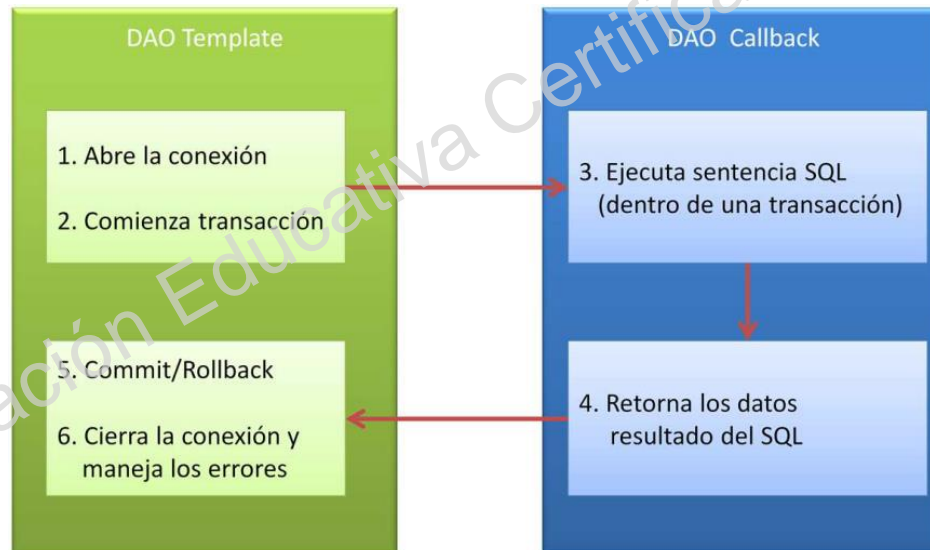 DAO Template
1. Abre la conexión
2. Comienza transacción
5. Commit/Rollback
6. Cierra la conexión y
maneja los errores
DAO Callback
3. Ejecuta sentencia SQL
(dentro de una transacción)
4. Retorna los datos
resultado del SQL
Educativa